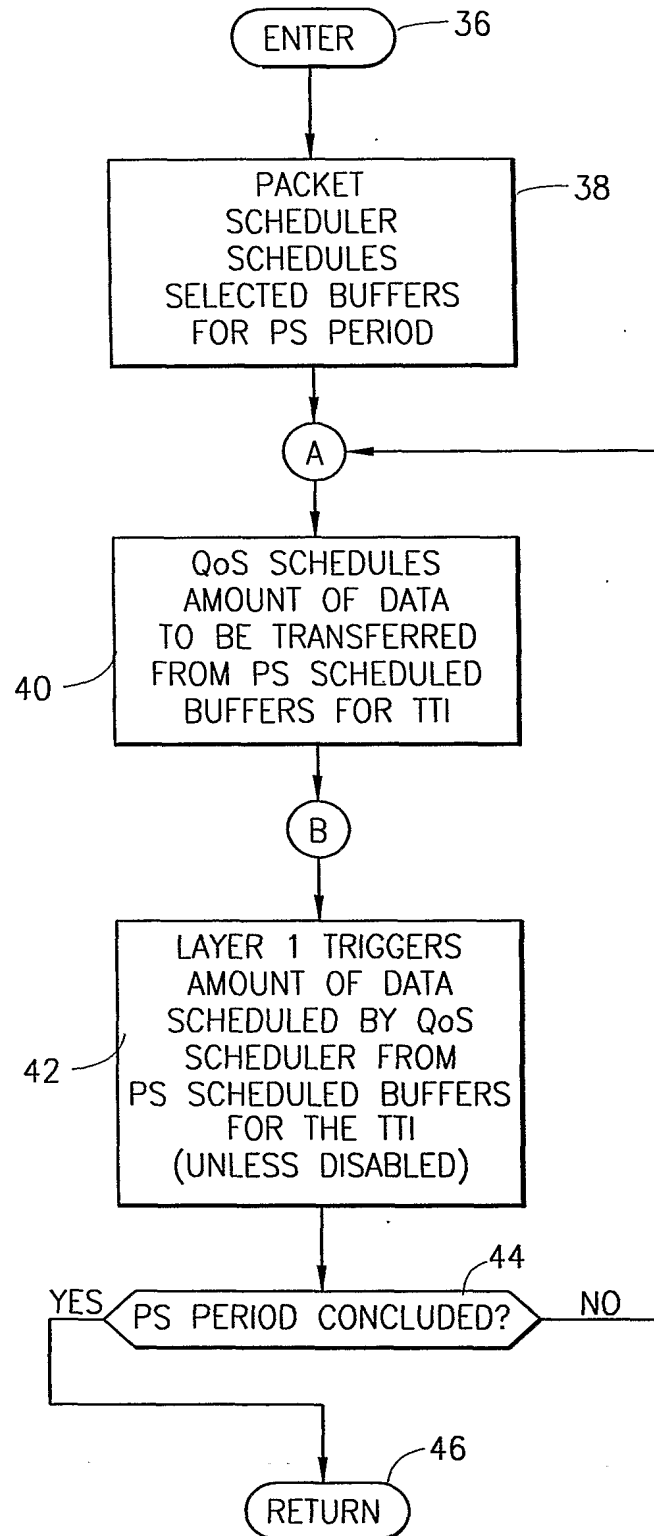 ENTER
36
PACKET
SCHEDULER
SCHEDULES
SELECTED BUFFERS
FOR PS PERIOD
38
A
QoS SCHEDULES
AMOUNT OF DATA
TO BE TRANSFERRED
FROM PS SCHEDULED
BUFFERS FOR TTI
40
B
LAYER 1 TRIGGERS
AMOUNT OF DATA
SCHEDULED BY QoS
SCHEDULER FROM
PS SCHEDULED BUFFERS
FOR THE TTI
(UNLESS DISABLED)
42
44
YES
PS PERIOD CONCLUDED?
NO
46
RETURN